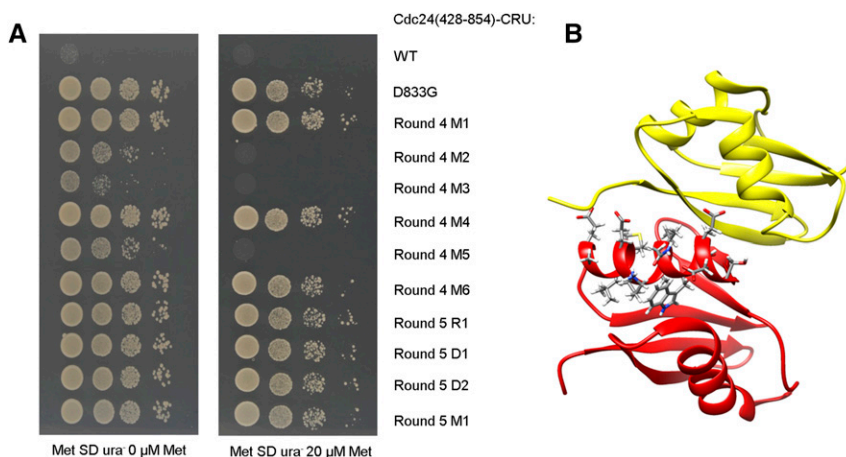 Cdc24(428-854)-CRU:
A
B
WT
D833G
Round 4 M1
Round 4 M2
Round 4 M3
Round 4 M4
Round 4 M5
Round 4 M6
Round 5 R1
Round 5 D1
Round 5 D2
Round 5 M1
Met SD ura- 0 µM Met
Met SD ura- 20 µM Met